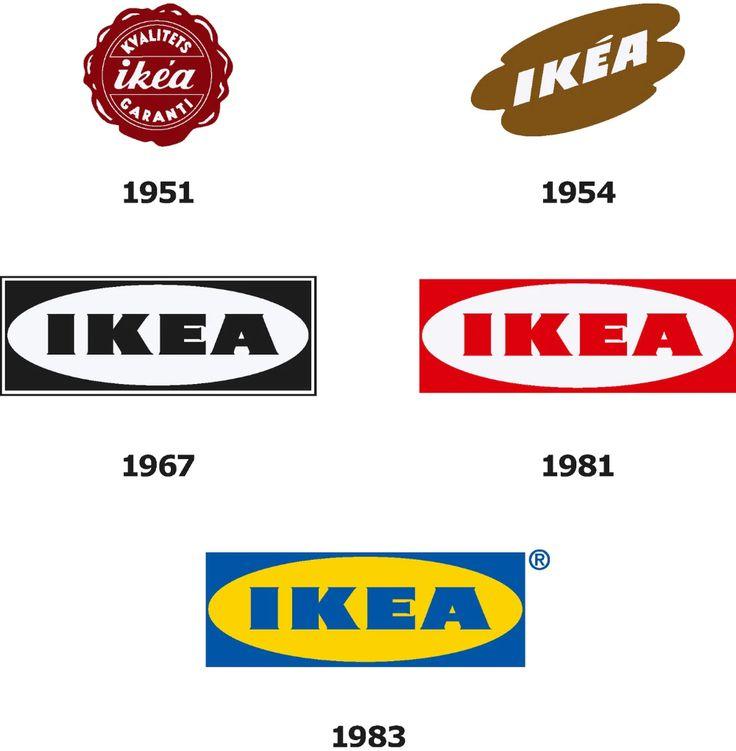 KVALITETS
ikéa
GARANTI
IKÉA
1951
1954
IKEA
IKEA
1967
1981
IKEA®
1983